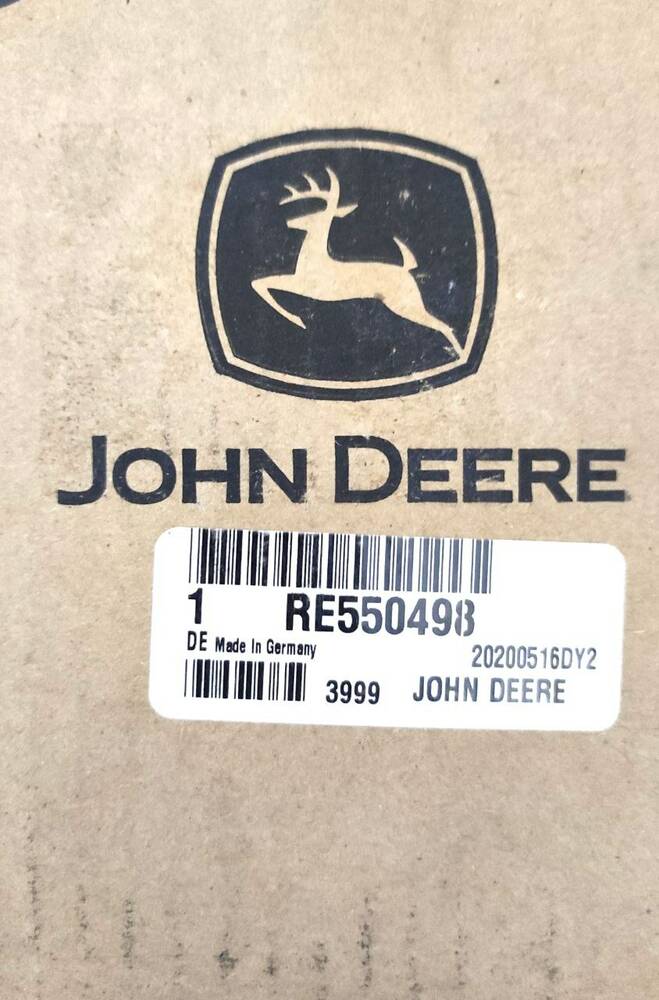 JOHN DEERE
1 RE550498
DE Made In Germany
20200516DY2
3999 JOHN DEERE